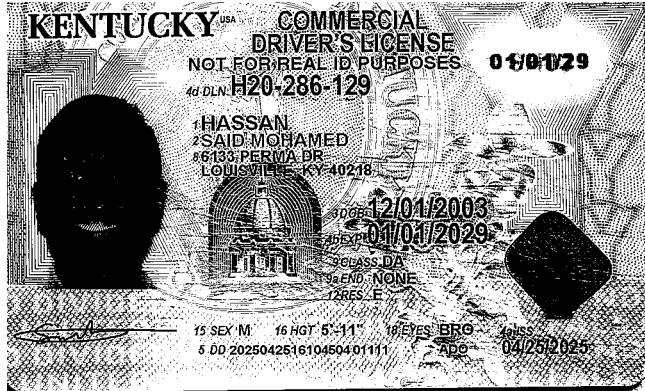 KENTUCKY USA
COMMERCIAL
DRIVER'S LICENSE
NOT FOR REAL ID PURPOSES
01/01/29
4d DLN: H20-286-129
1 HASSAN
2 SAID MOHAMED
8 6133 PERMA DR
LOUISVILLE, KY 40218
3 DOB 12/01/2003
4b EXP 01/01/2029
9 CLASS DA
9a END NONE
12 RES E
15 SEX M 16 HGT 5'-11" 18 EYES BRO 4a ISS
5 DD 2025042516104504 01111 ADO 04/25/2025